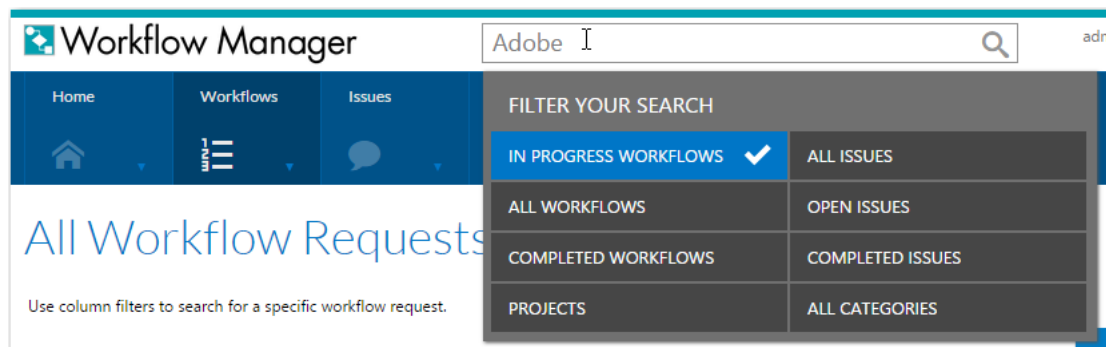 Workflow Manager
Adobe
Home
Workflows
Issues
FILTER YOUR SEARCH
IN PROGRESS WORKFLOWS
ALL ISSUES
ALL WORKFLOWS
OPEN ISSUES
COMPLETED WORKFLOWS
COMPLETED ISSUES
PROJECTS
ALL CATEGORIES
All Workflow Requests
Use column filters to search for a specific workflow request.